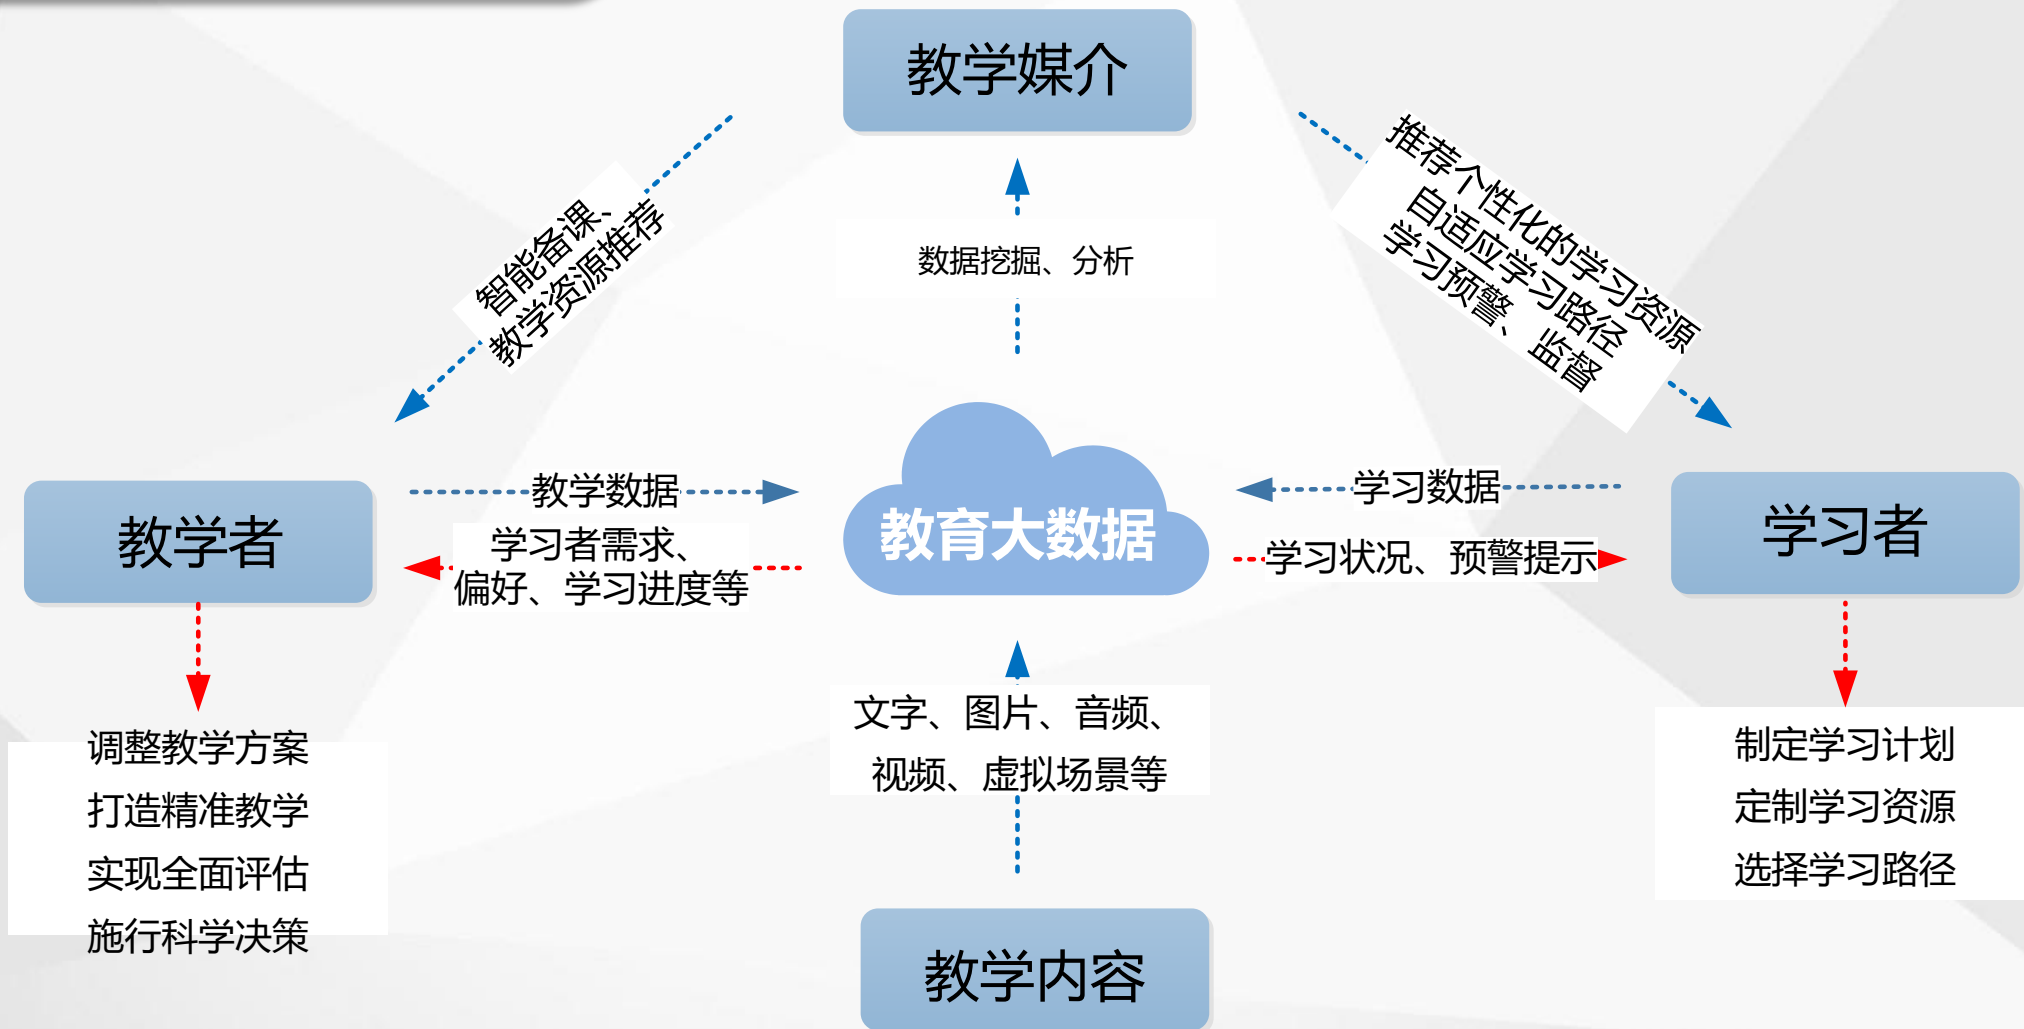 教学媒介
智能备课、
教学资源推荐
数据挖掘、分析
推荐个性化的学习资源
自适应学习路径
学习预警、监督
教学者
教学数据
学习者需求、
偏好、学习进度等
教育大数据
学习数据
学习状况、预警提示
学习者
调整教学方案
打造精准教学
实现全面评估
施行科学决策
文字、图片、音频、
视频、虚拟场景等
制定学习计划
定制学习资源
选择学习路径
教学内容